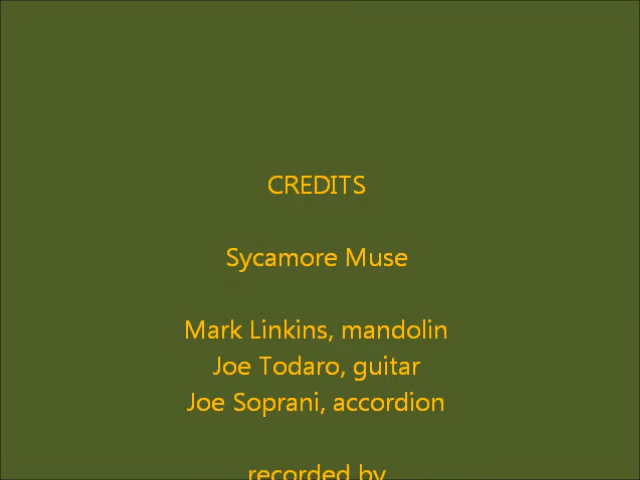 CREDITS
Sycamore Muse
Mark Linkins, mandolin
Joe Todaro, guitar
Joe Soprani, accordion
recorded by